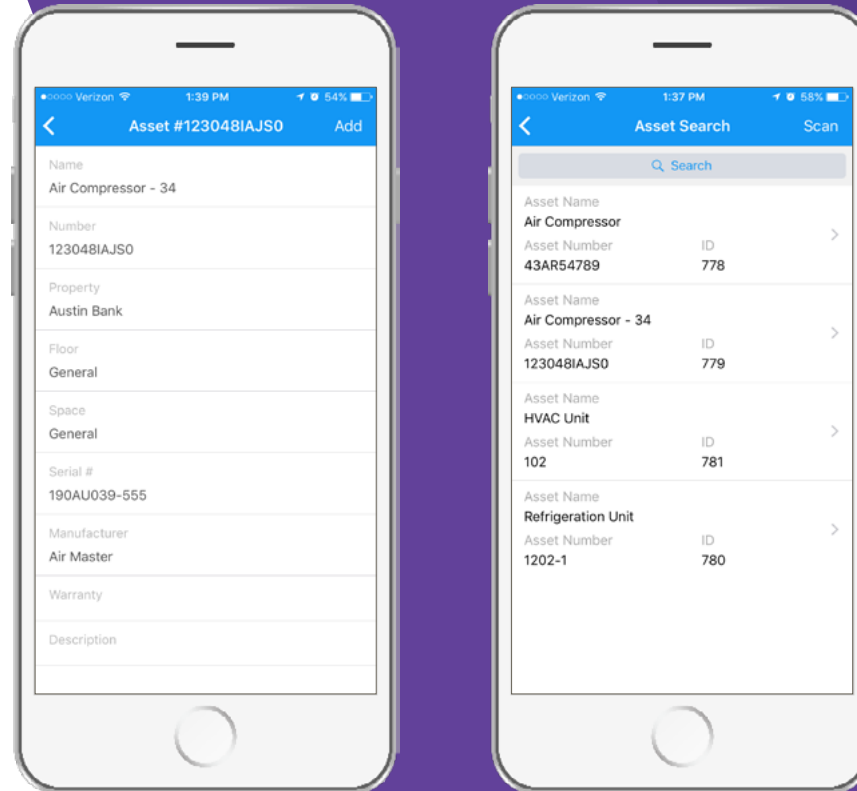 Verizon 1:39 PM 54%
Asset #123048IAJS0 Add
Name
Air Compressor - 34
Number
123048IAJS0
Property
Austin Bank
Floor
General
Space
General
Serial #
190AU039-555
Manufacturer
Air Master
Warranty
Description
Verizon 1:37 PM 58%
Asset Search Scan
Search
Asset Name
Air Compressor
Asset Number ID
43AR54789 778
Asset Name
Air Compressor - 34
Asset Number ID
123048IAJS0 779
Asset Name
HVAC Unit
Asset Number ID
102 781
Asset Name
Refrigeration Unit
Asset Number ID
1202-1 780